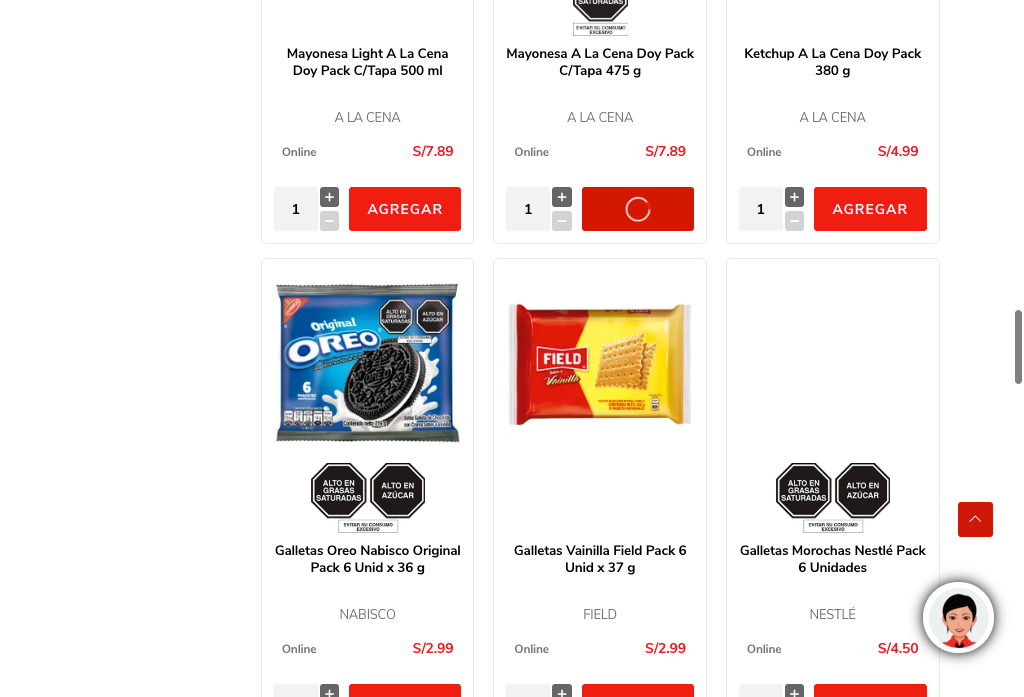 SATURADAS
EVITAR SU CONSUMO
EXCESIVO
Mayonesa Light A La Cena
Doy Pack C/Tapa 500 ml
A LA CENA
Online S/7.89
1 + − AGREGAR
Mayonesa A La Cena Doy Pack
C/Tapa 475 g
A LA CENA
Online S/7.89
1 + −
Ketchup A La Cena Doy Pack
380 g
A LA CENA
Online S/4.99
1 + − AGREGAR
ALTO EN
GRASAS
SATURADAS
ALTO EN
AZÚCAR
Original
OREO
6
ALTO EN
GRASAS
SATURADAS
ALTO EN
AZÚCAR
EVITAR SU CONSUMO
EXCESIVO
Galletas Oreo Nabisco Original
Pack 6 Unid x 36 g
NABISCO
Online S/2.99
+
FIELD
Vainilla
Galletas Vainilla Field Pack 6
Unid x 37 g
FIELD
Online S/2.99
+
ALTO EN
GRASAS
SATURADAS
ALTO EN
AZÚCAR
EVITAR SU CONSUMO
EXCESIVO
Galletas Morochas Nestlé Pack
6 Unidades
NESTLÉ
Online S/4.50
+